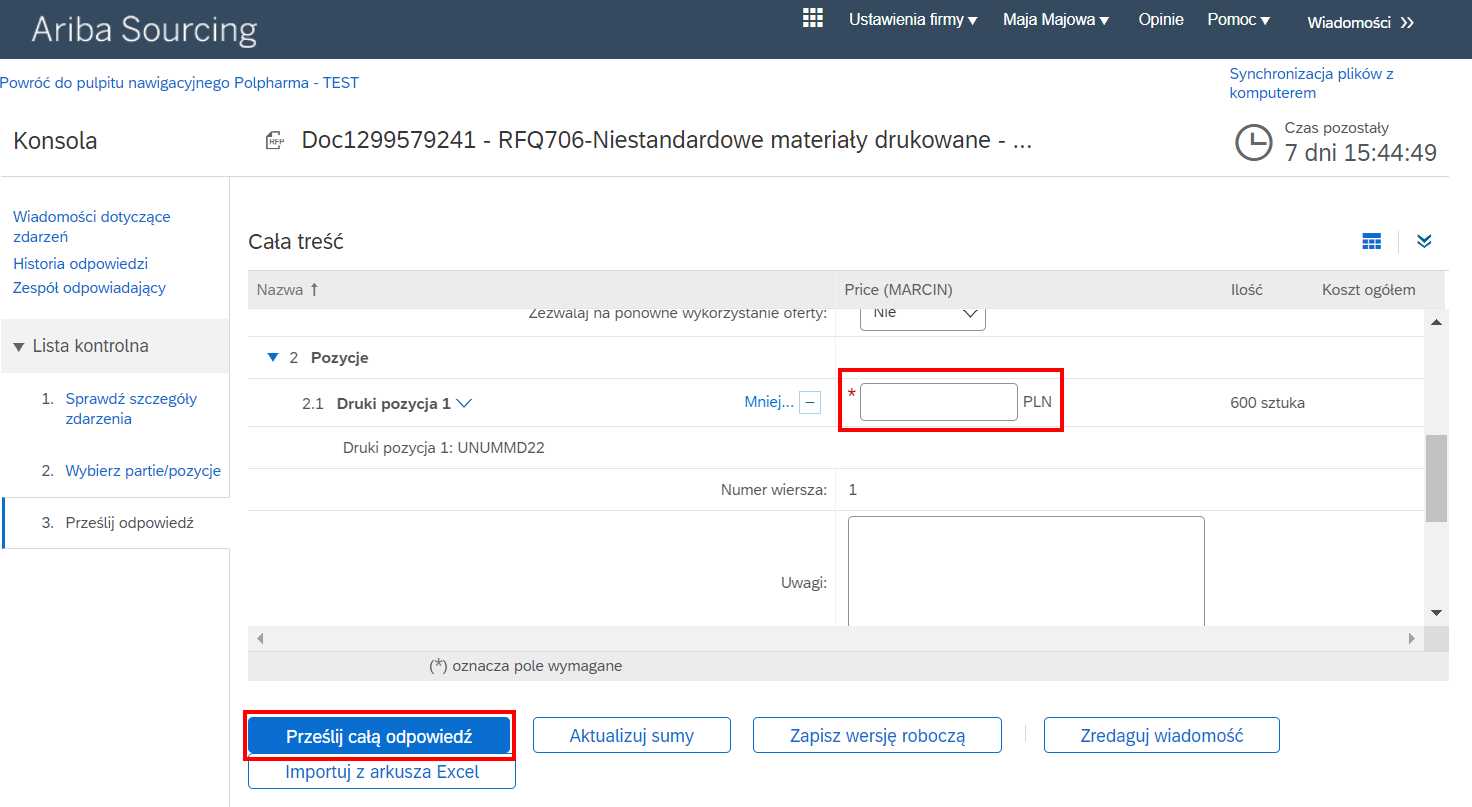 Ariba Sourcing
Ustawienia firmy ▾ Maja Majowa ▾ Opinie Pomoc ▾ Wiadomości >>
Powróć do pulpitu nawigacyjnego Polpharma - TEST
Synchronizacja plików z
komputerem
Konsola
RFP Doc1299579241 - RFQ706-Niestandardowe materiały drukowane - ...
Czas pozostały
7 dni 15:44:49
Wiadomości dotyczące
zdarzeń
Historia odpowiedzi
Zespół odpowiadający
▼ Lista kontrolna
1. Sprawdź szczegóły
zdarzenia
2. Wybierz partie/pozycje
3. Prześlij odpowiedź
Cała treść
Nazwa ↑ Price (MARCIN) Ilość Koszt ogółem
Zezwalaj na ponowne wykorzystanie oferty: Nie
▼ 2 Pozycje
2.1 Druki pozycja 1 Mniej... − * PLN 600 sztuka
Druki pozycja 1: UNUMMD22
Numer wiersza: 1
Uwagi:
(*) oznacza pole wymagane
Prześlij całą odpowiedź Aktualizuj sumy Zapisz wersję roboczą Zredaguj wiadomość
Importuj z arkusza Excel